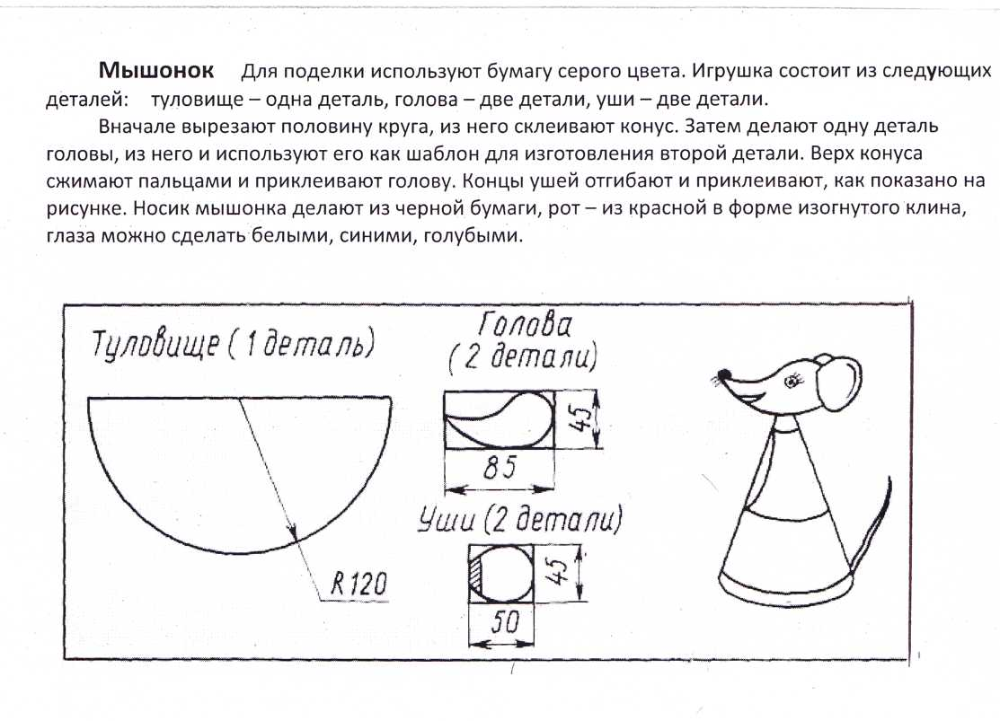 Мышонок Для поделки используют бумагу серого цвета. Игрушка состоит из следующих
деталей: туловище – одна деталь, голова – две детали, уши – две детали.
Вначале вырезают половину круга, из него склеивают конус. Затем делают одну деталь
головы, из него и используют его как шаблон для изготовления второй детали. Верх конуса
сжимают пальцами и приклеивают голову. Концы ушей отгибают и приклеивают, как показано на
рисунке. Носик мышонка делают из черной бумаги, рот – из красной в форме изогнутого клина,
глаза можно сделать белыми, синими, голубыми.
Туловище (1 деталь)
R120
Голова
(2 детали)
45
85
Уши (2 детали)
45
50